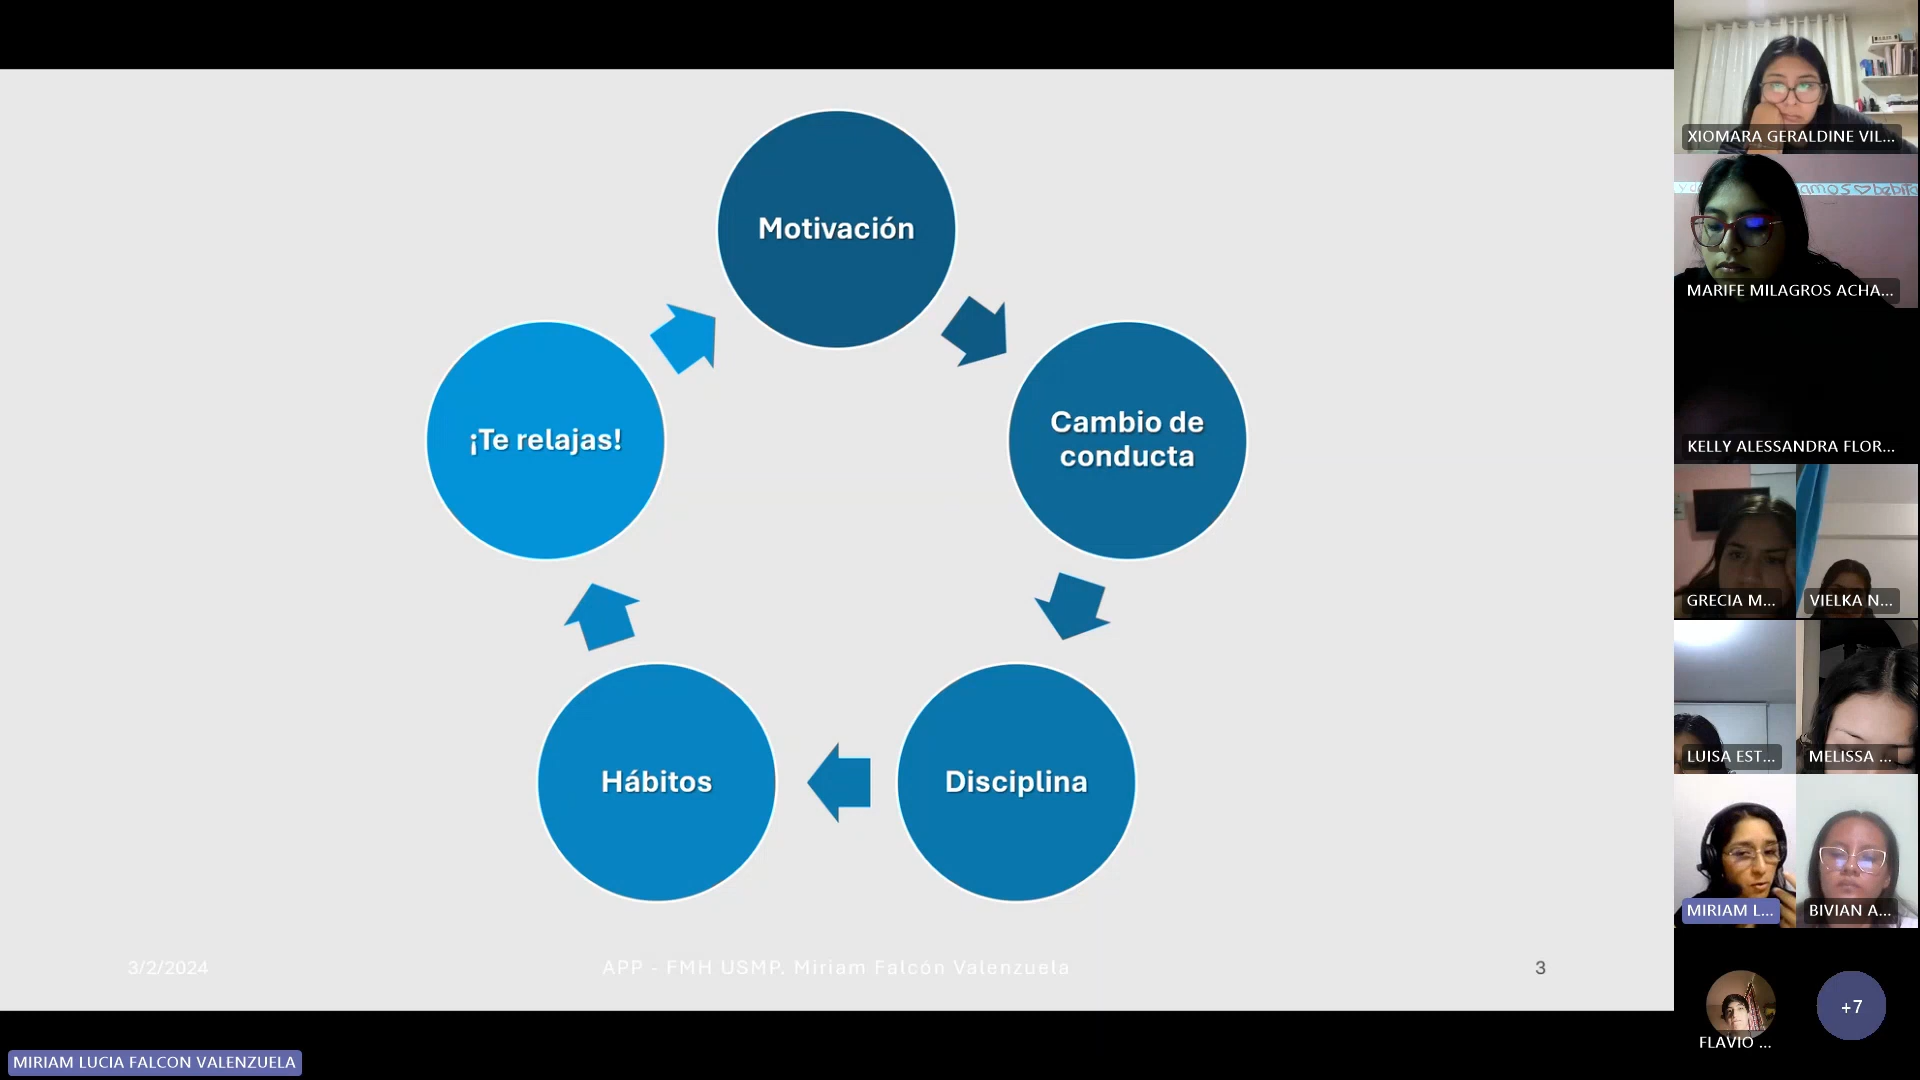 Motivación
Cambio de
conducta
Disciplina
Hábitos
¡Te relajas!
3/2/2024
APP - FMH USMP. Miriam Falcón Valenzuela
3
MIRIAM LUCIA FALCON VALENZUELA
XIOMARA GERALDINE VIL...
MARIFE MILAGROS ACHA...
KELLY ALESSANDRA FLOR...
GRECIA M...
VIELKA N...
LUISA EST...
MELISSA ...
MIRIAM L...
BIVIAN A...
FLAVIO ...
+7